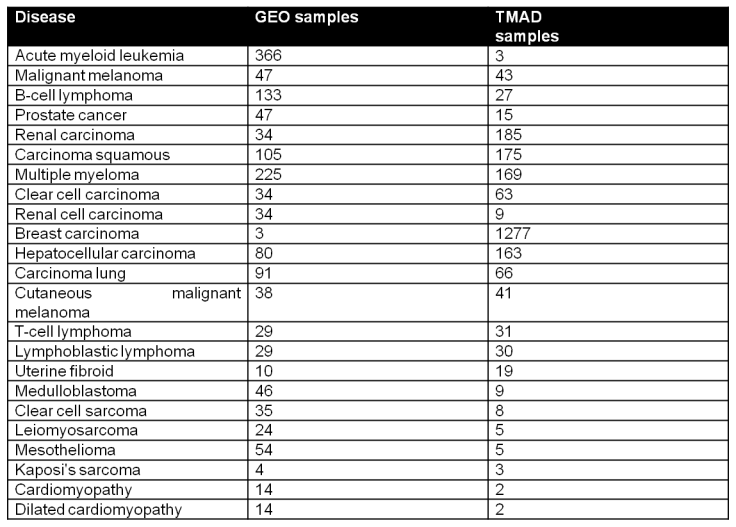 Disease GEO samples TMAD samples
Acute myeloid leukemia 366 3
Malignant melanoma 47 43
B-cell lymphoma 133 27
Prostate cancer 47 15
Renal carcinoma 34 185
Carcinoma squamous 105 175
Multiple myeloma 225 169
Clear cell carcinoma 34 63
Renal cell carcinoma 34 9
Breast carcinoma 3 1277
Hepatocellular carcinoma 80 163
Carcinoma lung 91 66
Cutaneous malignant melanoma 38 41
T-cell lymphoma 29 31
Lymphoblastic lymphoma 29 30
Uterine fibroid 10 19
Medulloblastoma 46 9
Clear cell sarcoma 35 8
Leiomyosarcoma 24 5
Mesothelioma 54 5
Kaposi's sarcoma 4 3
Cardiomyopathy 14 2
Dilated cardiomyopathy 14 2